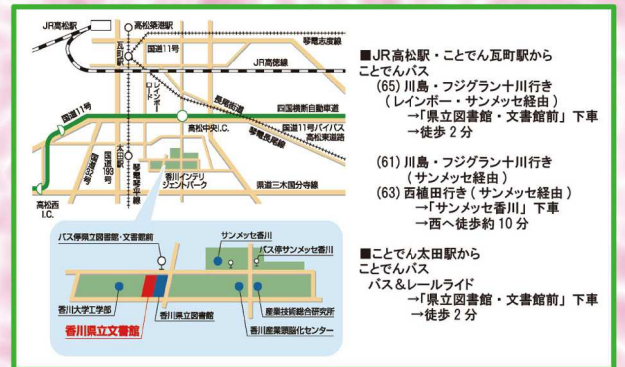 JR高松駅
高松築港駅
琴電志度線
国道11号
瓦町駅
JR高徳線
レインボーロード
長尾街道
四国横断自動車道
国道11号
高松中央I.C.
国道11号バイパス
高松東道路
琴電長尾線
国道32号
国道193号
太田駅
琴電琴平線
香川インテリジェントパーク
県道三木国分寺線
高松西I.C.
バス停県立図書館・文書館前
サンメッセ香川
バス停サンメッセ香川
香川大学工学部
香川県立図書館
産業技術総合研究所
香川県立文書館
香川産業頭脳化センター
■JR高松駅・ことでん瓦町駅から
ことでんバス
(65) 川島・フジグラン十川行き
(レインボー・サンメッセ経由)
→「県立図書館・文書館前」下車
→徒歩2分
(61) 川島・フジグラン十川行き
(サンメッセ経由)
(63) 西植田行き(サンメッセ経由)
→「サンメッセ香川」下車
→西へ徒歩約10分
■ことでん太田駅から
ことでんバス
バス&レールライド
→「県立図書館・文書館前」下車
→徒歩2分